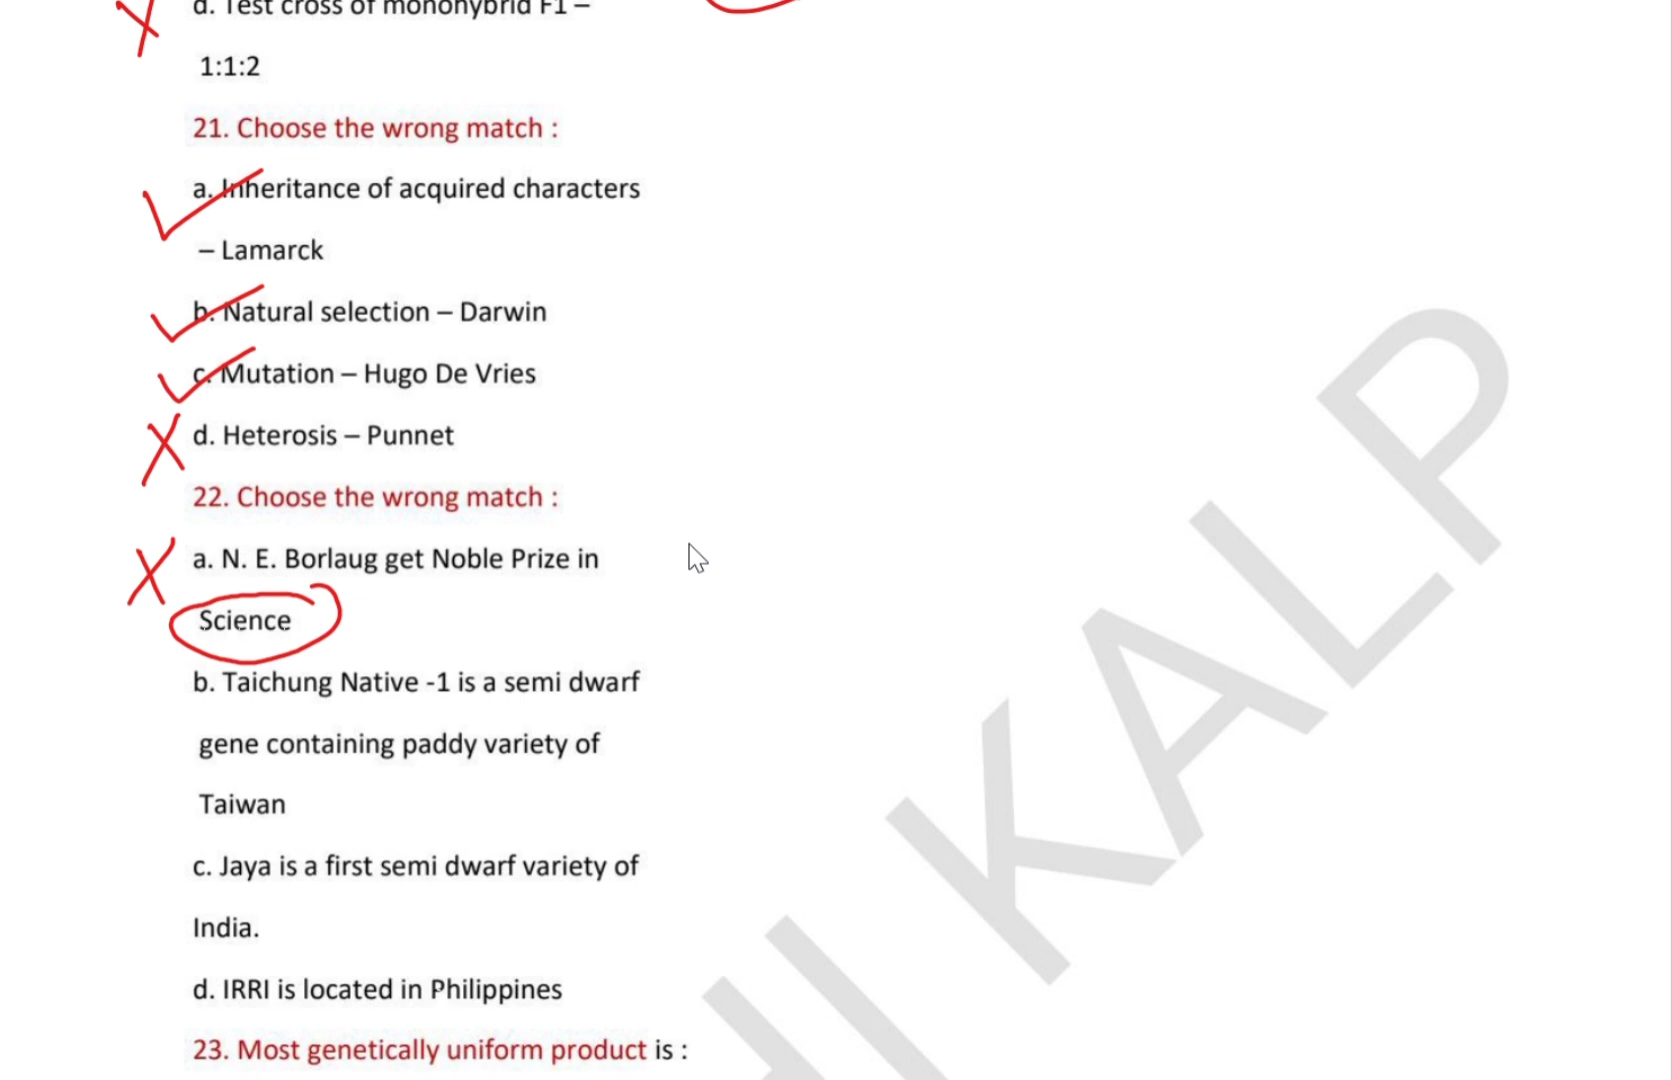 d. Test cross of monohybrid F1 –
1:1:2
21. Choose the wrong match :
a. Inheritance of acquired characters
– Lamarck
b. Natural selection – Darwin
c. Mutation – Hugo De Vries
d. Heterosis – Punnet
22. Choose the wrong match :
a. N. E. Borlaug get Noble Prize in
Science
b. Taichung Native -1 is a semi dwarf
gene containing paddy variety of
Taiwan
c. Jaya is a first semi dwarf variety of
India.
d. IRRI is located in Philippines
23. Most genetically uniform product is :
KALP